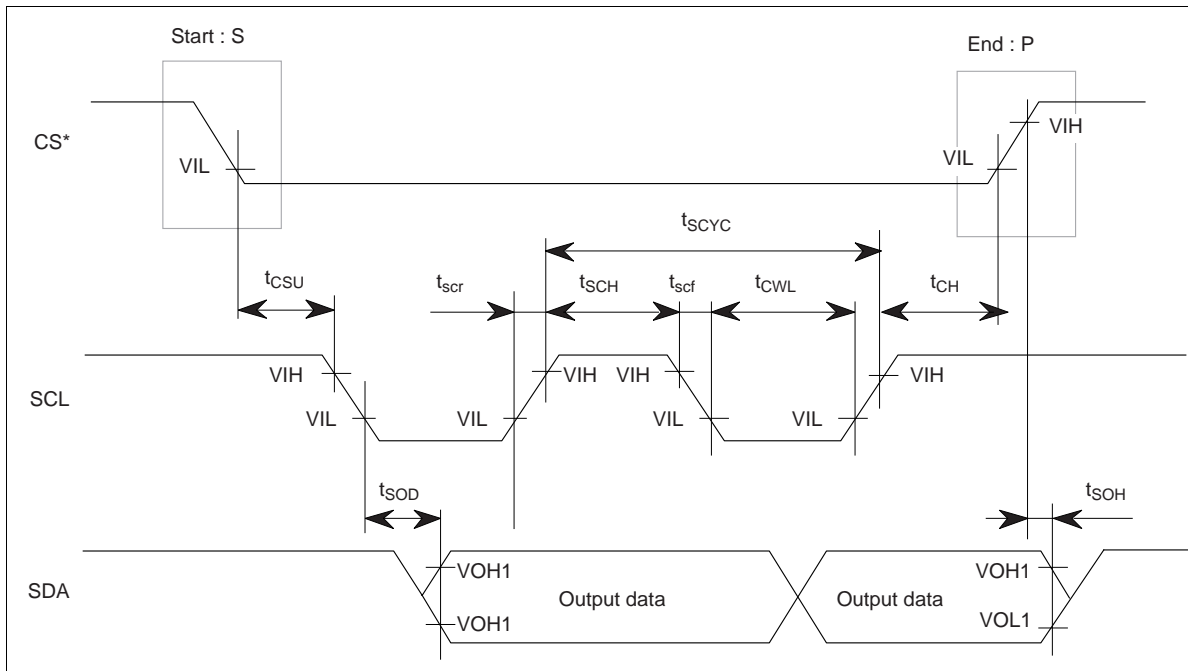 Start : S
End : P
CS*
VIL
VIL
VIH
tSCYC
tCSU
tscr
tSCH
tscf
tCWL
tCH
SCL
VIH
VIL
VIL
VIH
VIH
VIL
VIL
VIH
tSOD
tSOH
SDA
VOH1
VOH1
Output data
Output data
VOH1
VOL1